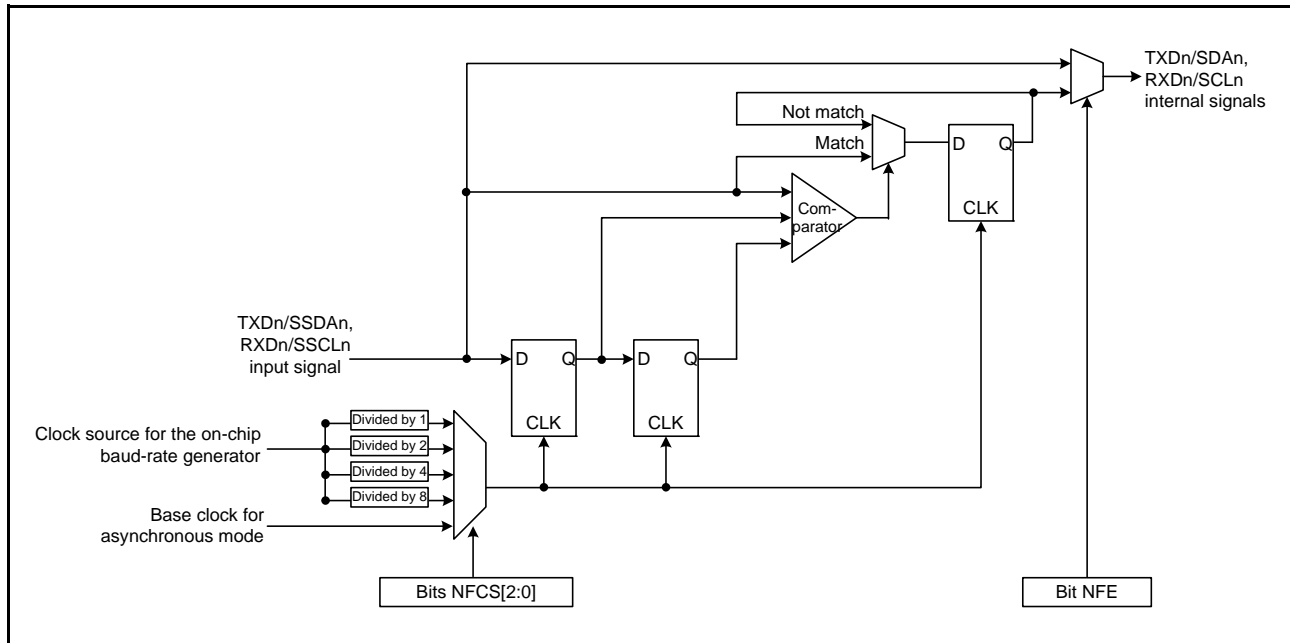 TXDn/SDAn,
RXDn/SCLn
internal signals
Not match
Match
D
Q
CLK
Com-
parator
TXDn/SSDAn,
RXDn/SSCLn
input signal
D
Q
CLK
D
Q
CLK
Clock source for the on-chip
baud-rate generator
Divided by 1
Divided by 2
Divided by 4
Divided by 8
Base clock for
asynchronous mode
Bits NFCS[2:0]
Bit NFE